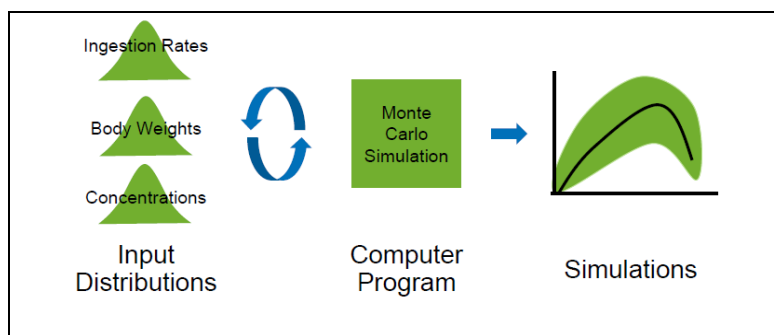 Ingestion Rates
Body Weights
Concentrations
Input
Distributions
Monte
Carlo
Simulation
Computer
Program
Simulations